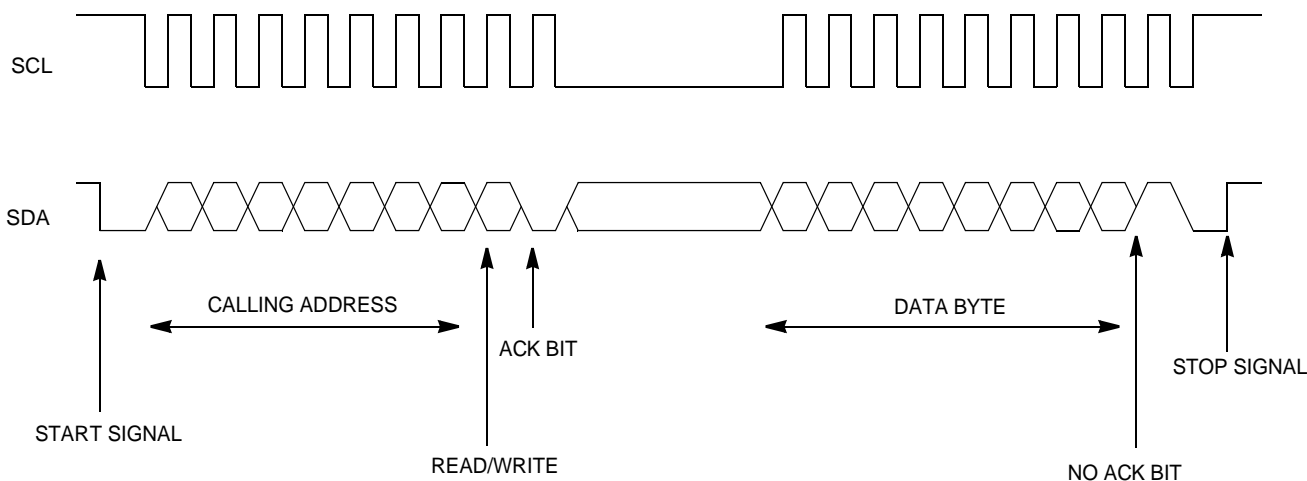 SCL
SDA
CALLING ADDRESS
DATA BYTE
ACK BIT
STOP SIGNAL
START SIGNAL
READ/WRITE
NO ACK BIT